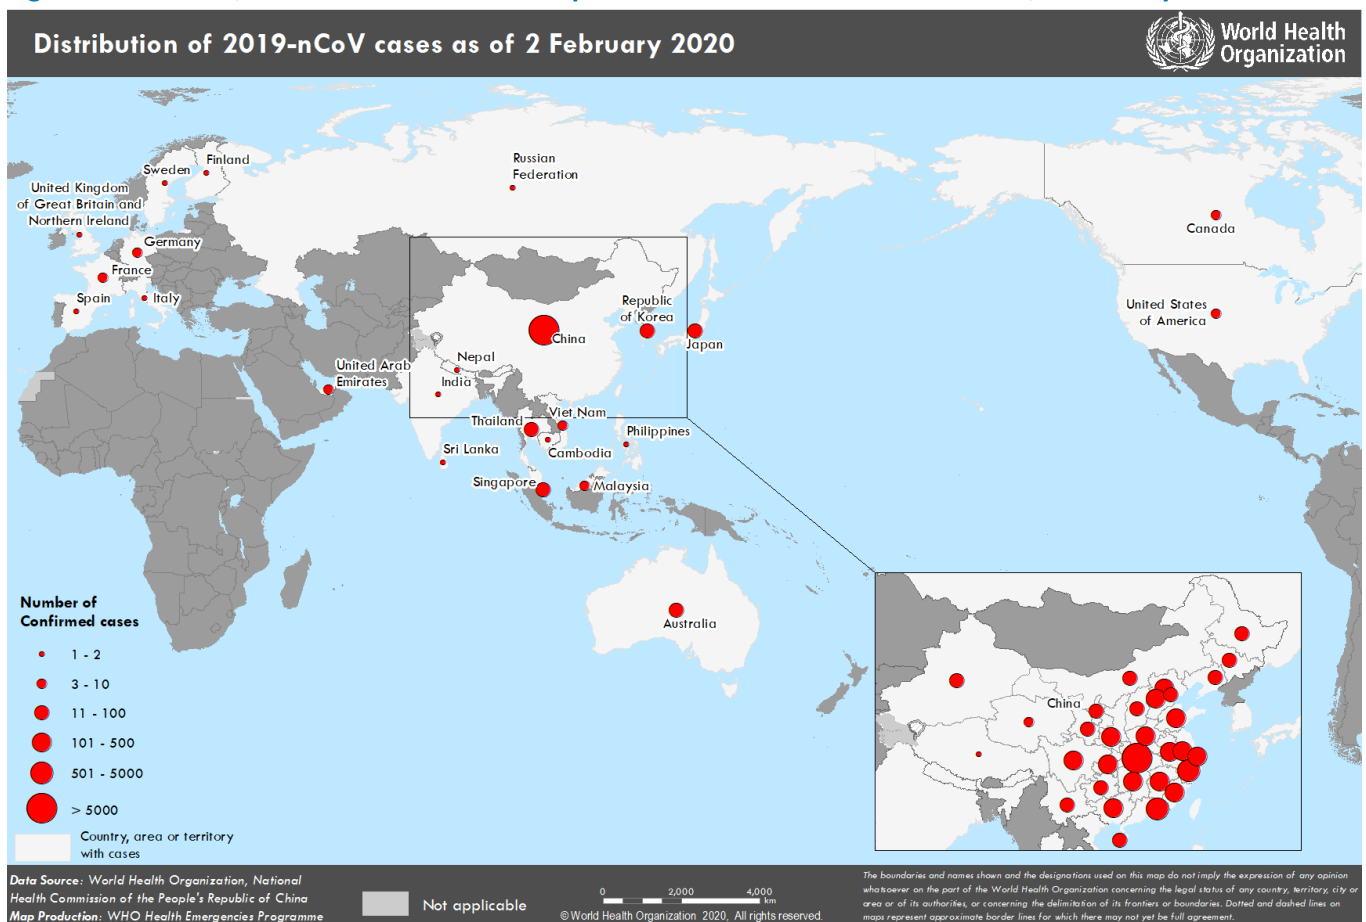 Distribution of 2019-nCoV cases as of 2 February 2020
World Health
Organization
Finland
Sweden
United Kingdom
of Great Britain and
Northern Ireland
Germany
France
Spain
Italy
Russian
Federation
Canada
United States
of America
Republic
of Korea
China
Japan
Nepal
India
United Arab
Emirates
Thailand
Viet Nam
Philippines
Cambodia
Sri Lanka
Singapore
Malaysia
Australia
China
Number of
Confirmed cases
1 - 2
3 - 10
11 - 100
101 - 500
501 - 5000
> 5000
Country, area or territory
with cases
Data Source: World Health Organization, National
Health Commission of the People's Republic of China
Map Production: WHO Health Emergencies Programme
Not applicable
0 2,000 4,000
km
© World Health Organization 2020, All rights reserved.
The boundaries and names shown and the designations used on this map do not imply the expression of any opinion
whatsoever on the part of the World Health Organization concerning the legal status of any country, territory, city or
area or of its authorities, or concerning the delimitation of its frontiers or boundaries. Dotted and dashed lines on
maps represent approximate border lines for which there may not yet be full agreement.